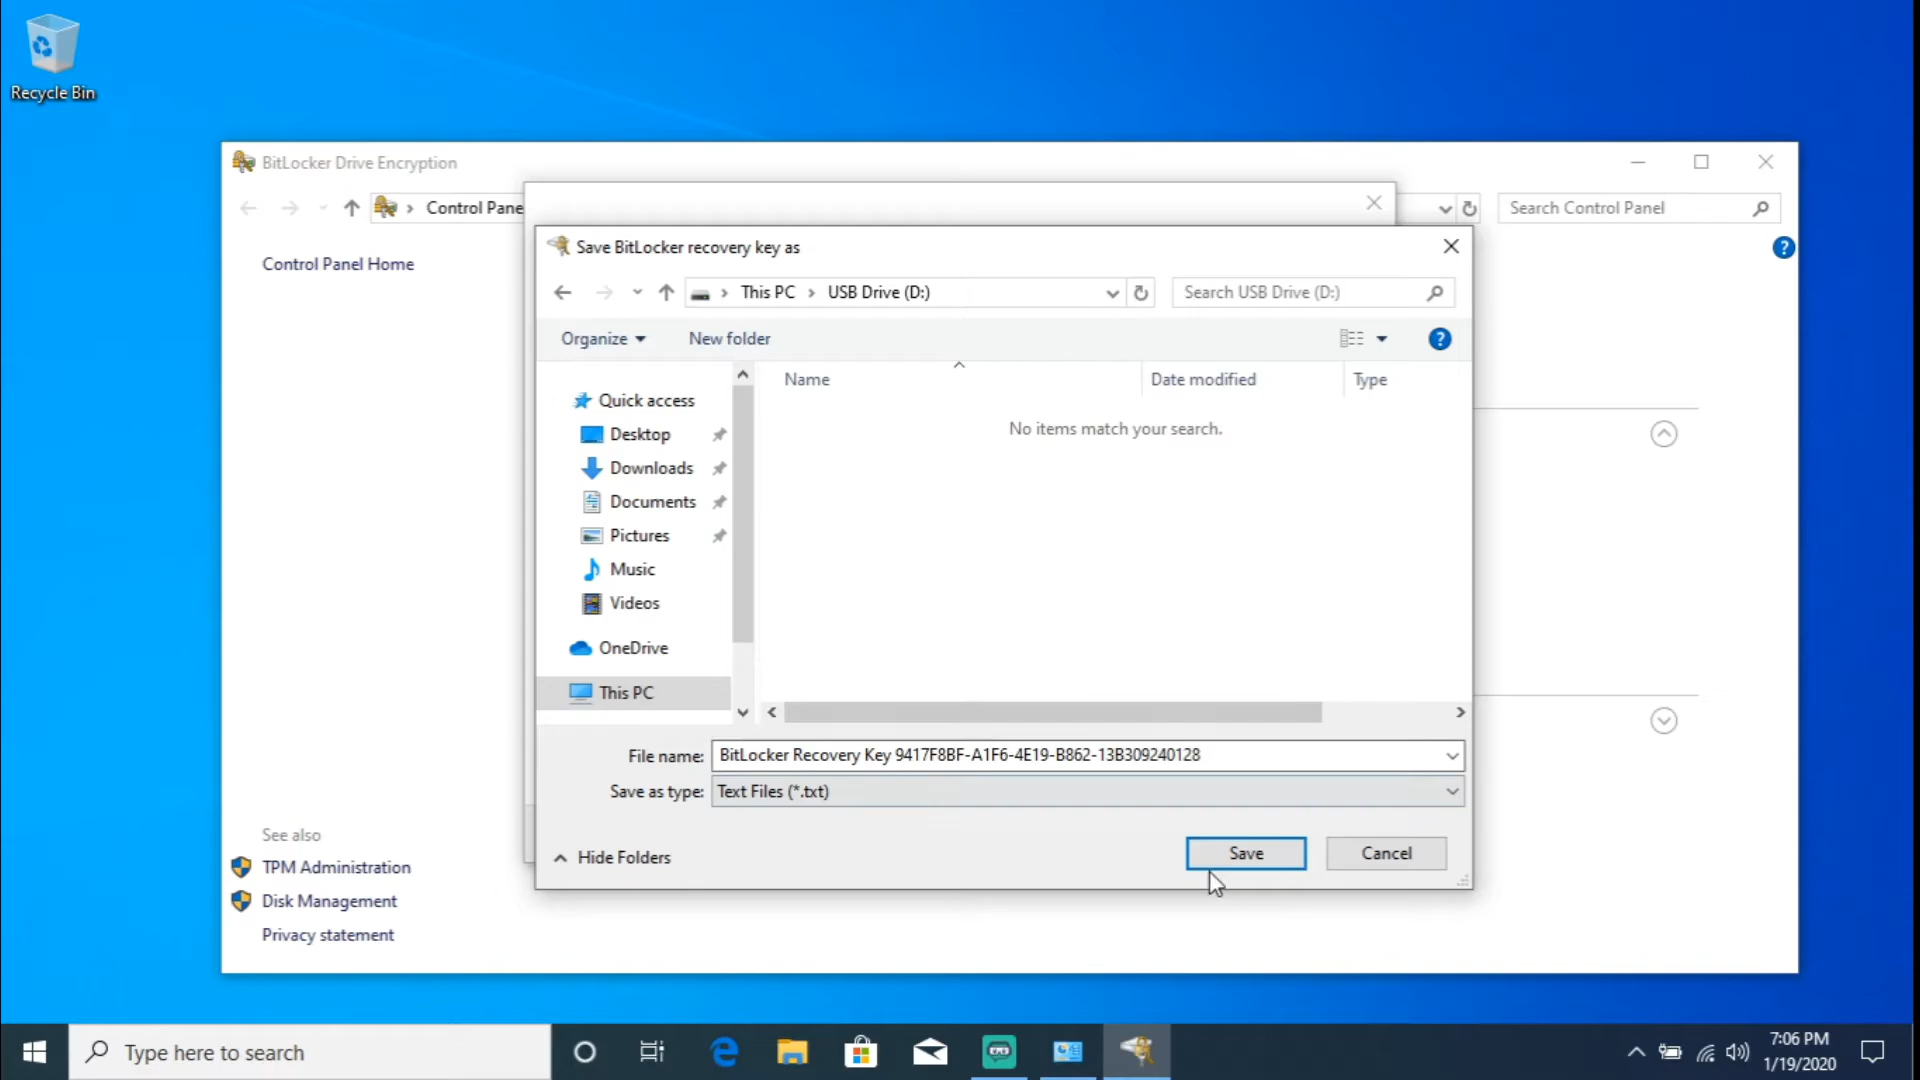 Recycle Bin
BitLocker Drive Encryption
Control Pane
Search Control Panel
Control Panel Home
Save BitLocker recovery key as
This PC
USB Drive (D:)
Search USB Drive (D:)
Organize
New folder
Name
Date modified
Type
No items match your search.
Quick access
Desktop
Downloads
Documents
Pictures
Music
Videos
OneDrive
This PC
File name: BitLocker Recovery Key 9417F8BF-A1F6-4E19-B862-13B309240128
Save as type: Text Files (*.txt)
Hide Folders
Save
Cancel
See also
TPM Administration
Disk Management
Privacy statement
Type here to search
7:06 PM
1/19/2020